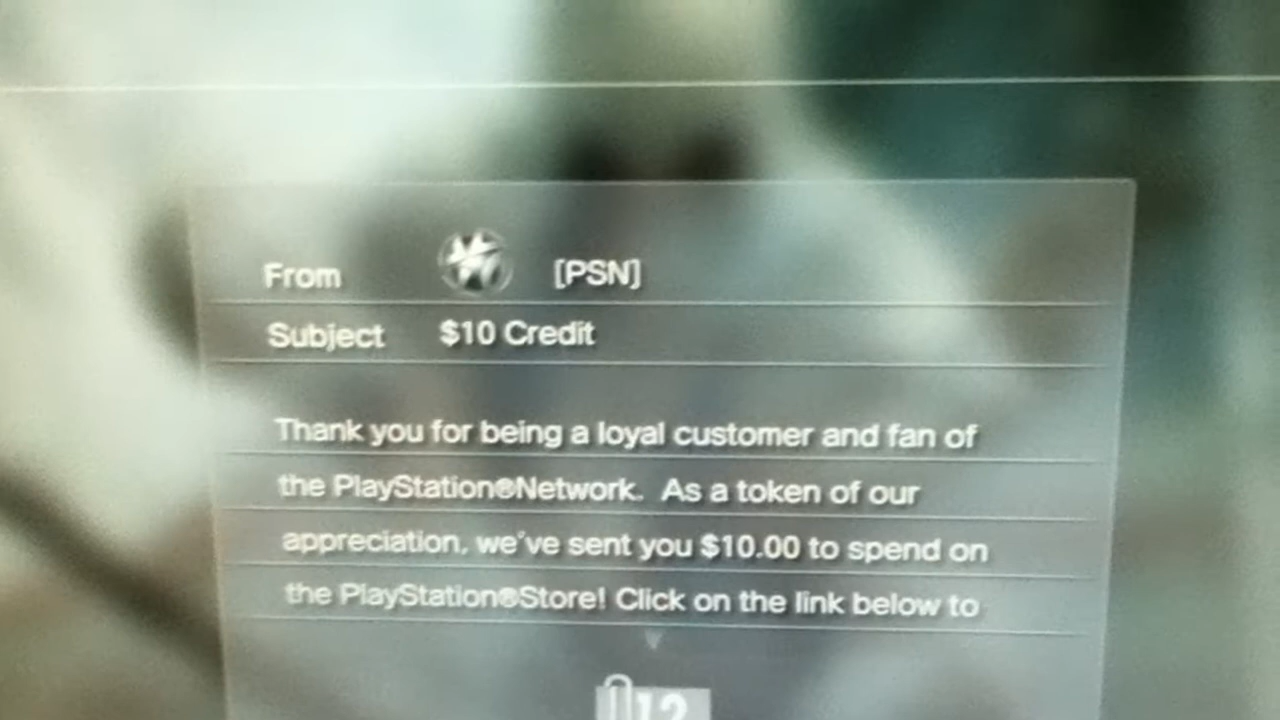 From [PSN]
Subject $10 Credit
Thank you for being a loyal customer and fan of
the PlayStation®Network. As a token of our
appreciation, we've sent you $10.00 to spend on
the PlayStation®Store! Click on the link below to
12